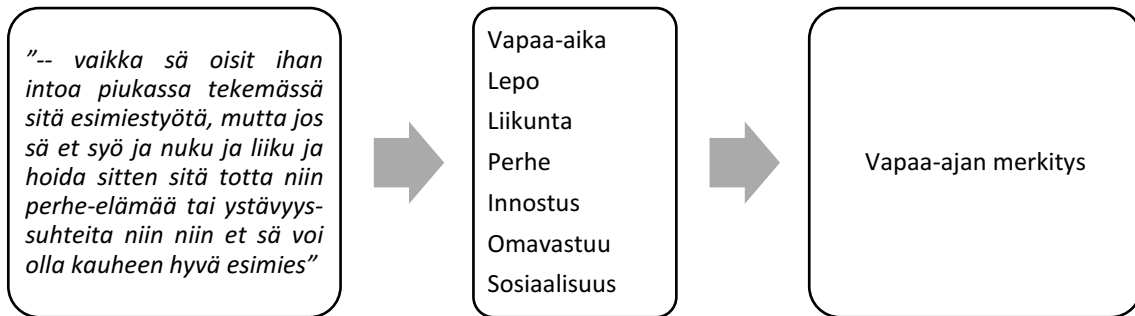 "-- vaikka sä oisit ihan
intoa piukassa tekemässä
sitä esimiestyötä, mutta jos
sä et syö ja nuku ja liiku ja
hoida sitten sitä totta niin
perhe-elämää tai ystävyys-
suhteita niin niin et sä voi
olla kauheen hyvä esimies”
Vapaa-aika
Lepo
Liikunta
Perhe
Innostus
Omavastuu
Sosiaalisuus
Vapaa-ajan merkitys